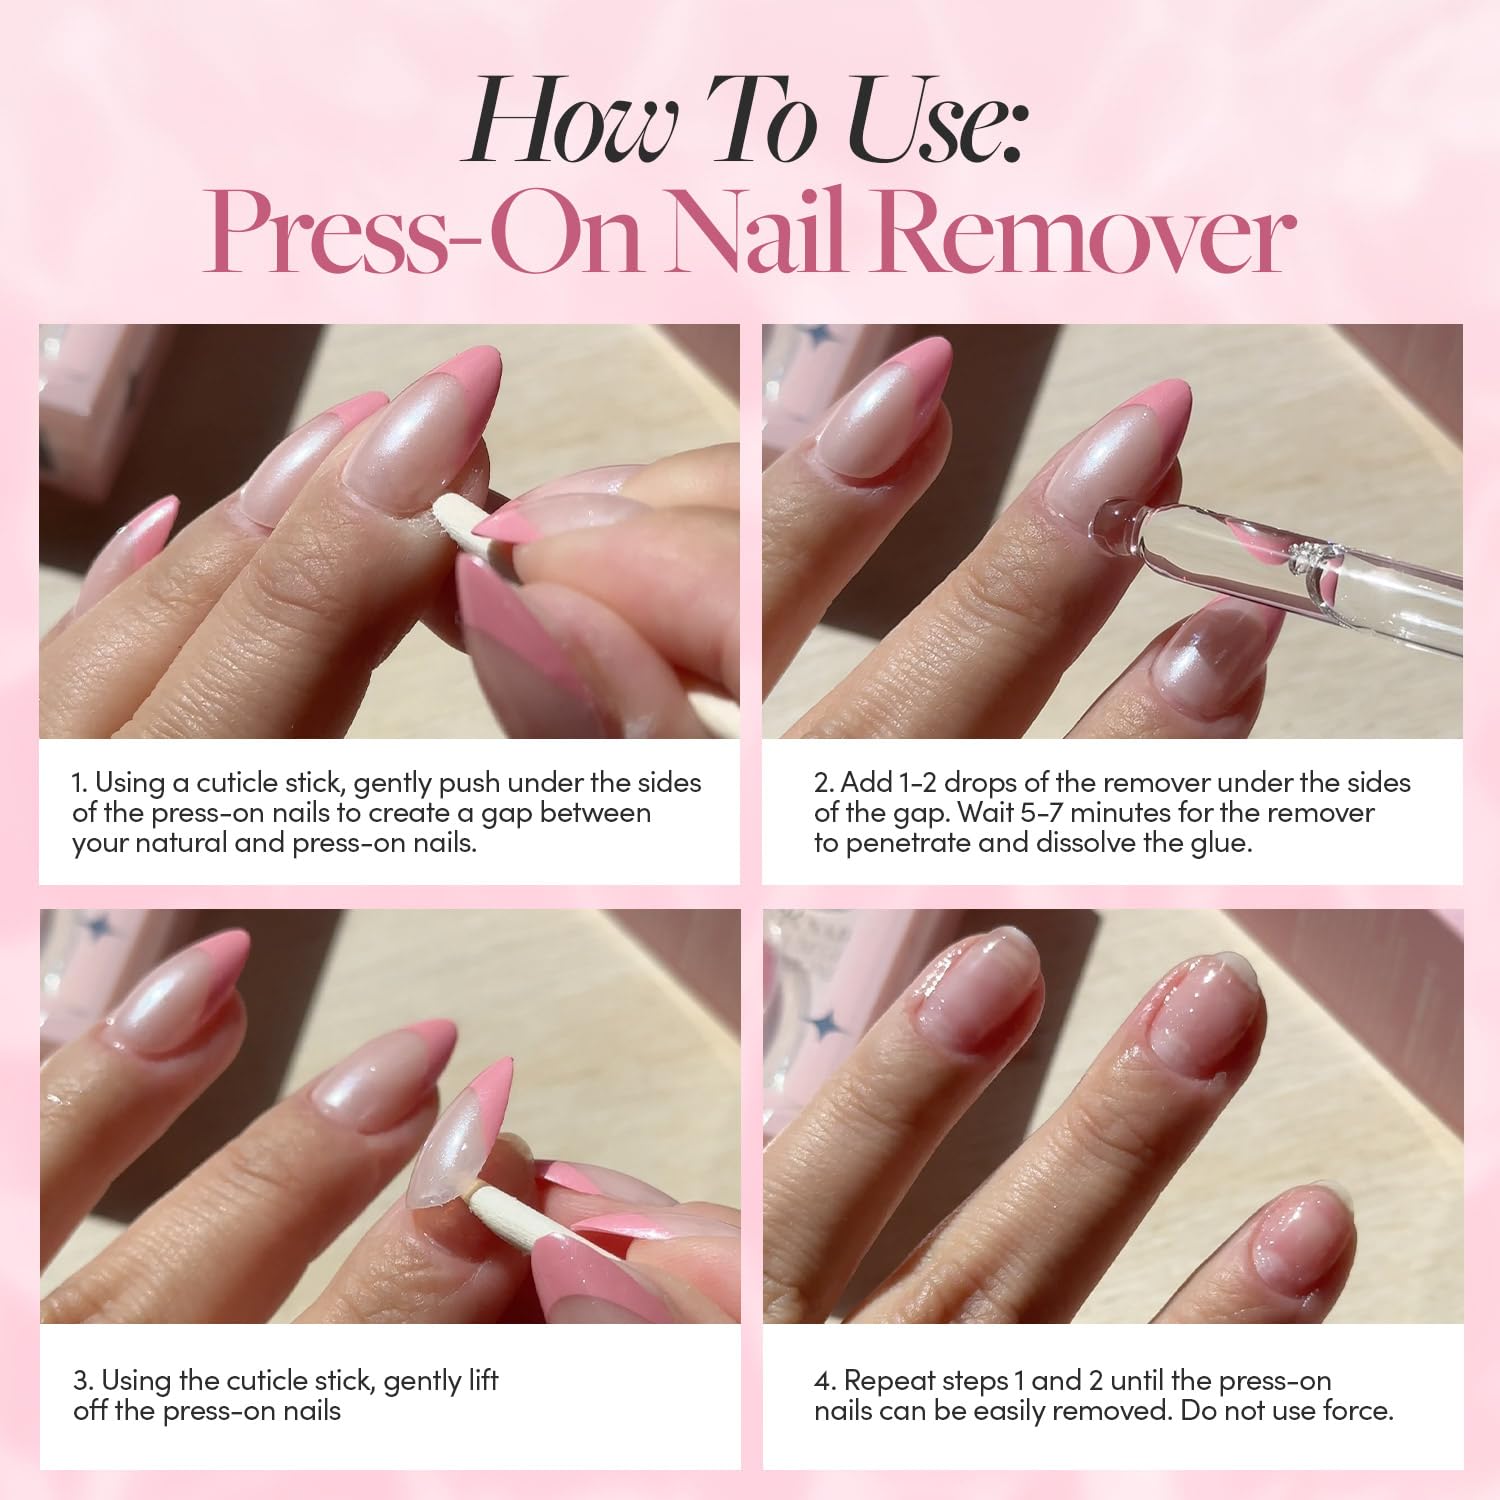 How To Use:
Press-On Nail Remover
1. Using a cuticle stick, gently push under the sides
of the press-on nails to create a gap between
your natural and press-on nails.
2. Add 1-2 drops of the remover under the sides
of the gap. Wait 5-7 minutes for the remover
to penetrate and dissolve the glue.
3. Using the cuticle stick, gently lift
off the press-on nails
4. Repeat steps 1 and 2 until the press-on
nails can be easily removed. Do not use force.